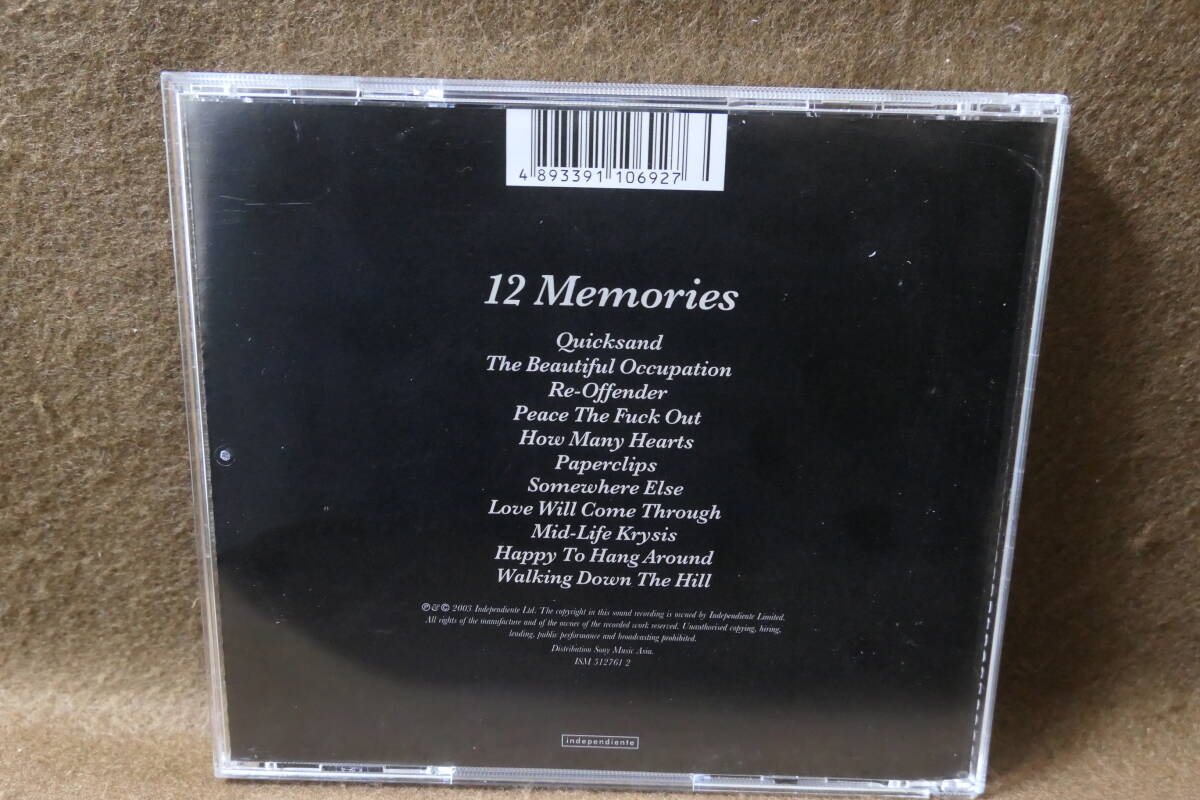 4 893391 106927
12 Memories
Quicksand
The Beautiful Occupation
Re-Offender
Peace The Fuck Out
How Many Hearts
Paperclips
Somewhere Else
Love Will Come Through
Mid-Life Krysis
Happy To Hang Around
Walking Down The Hill
℗ & © 2003 Independiente Ltd. The copyright in this sound recording is owned by Independiente Limited.
All rights of the manufacture and of the owner of the recorded work reserved. Unauthorised copying, hiring,
lending, public performance and broadcasting prohibited.
Distribution Sony Music Asia.
ISM 512761 2
independiente